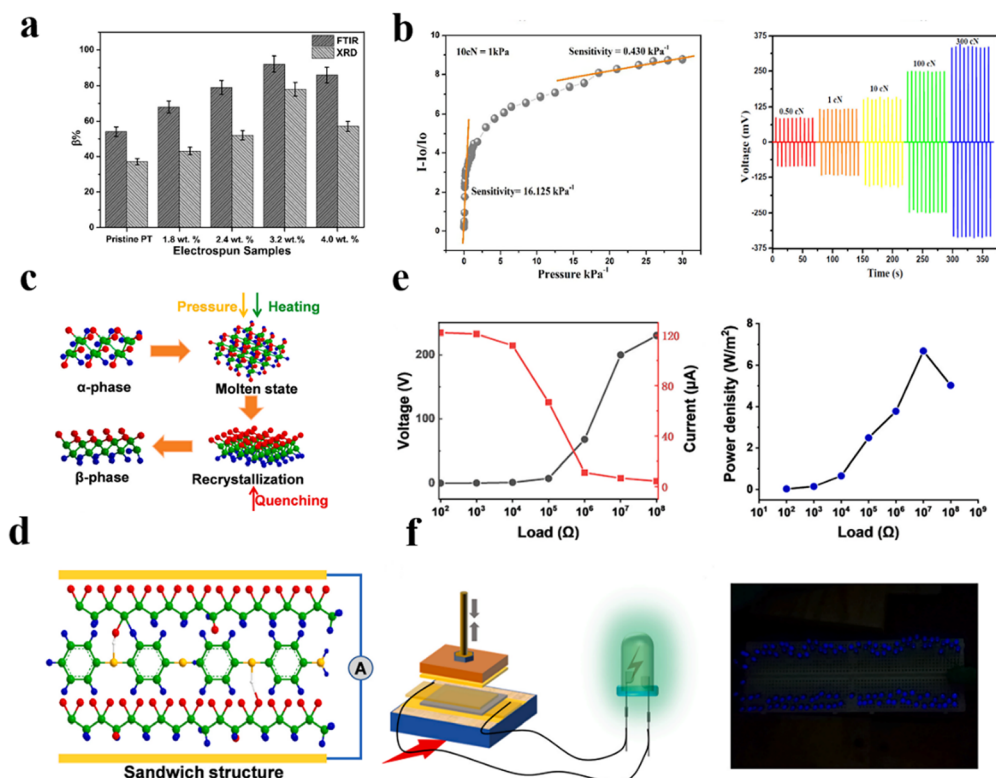 a
β%
80
60
40
20
0
FTIR
XRD
Pristine PT 1.8 wt. % 2.4 wt. % 3.2 wt. % 4.0 wt. %
Electrospun Samples
b
I-Io/Io
10
8
6
4
2
0
10cN = 1kPa
Sensitivity = 0.430 kPa⁻¹
Sensitivity= 16.125 kPa⁻¹
0 5 10 15 20 25 30
Pressure kPa⁻¹
Voltage (mV)
375
250
125
0
-125
-250
-375
0.50 cN
1 cN
10 cN
100 cN
300 cN
0 50 100 150 200 250 300 350
Time (s)
c
Pressure Heating
α-phase
Molten state
β-phase
Recrystallization
Quenching
e
Voltage (V)
200
100
0
Current (μA)
120
80
40
0
10² 10³ 10⁴ 10⁵ 10⁶ 10⁷ 10⁸
Load (Ω)
Power denisity (W/m²)
8
6
4
2
0
10¹ 10² 10³ 10⁴ 10⁵ 10⁶ 10⁷ 10⁸ 10⁹
Load (Ω)
d
A
Sandwich structure
f